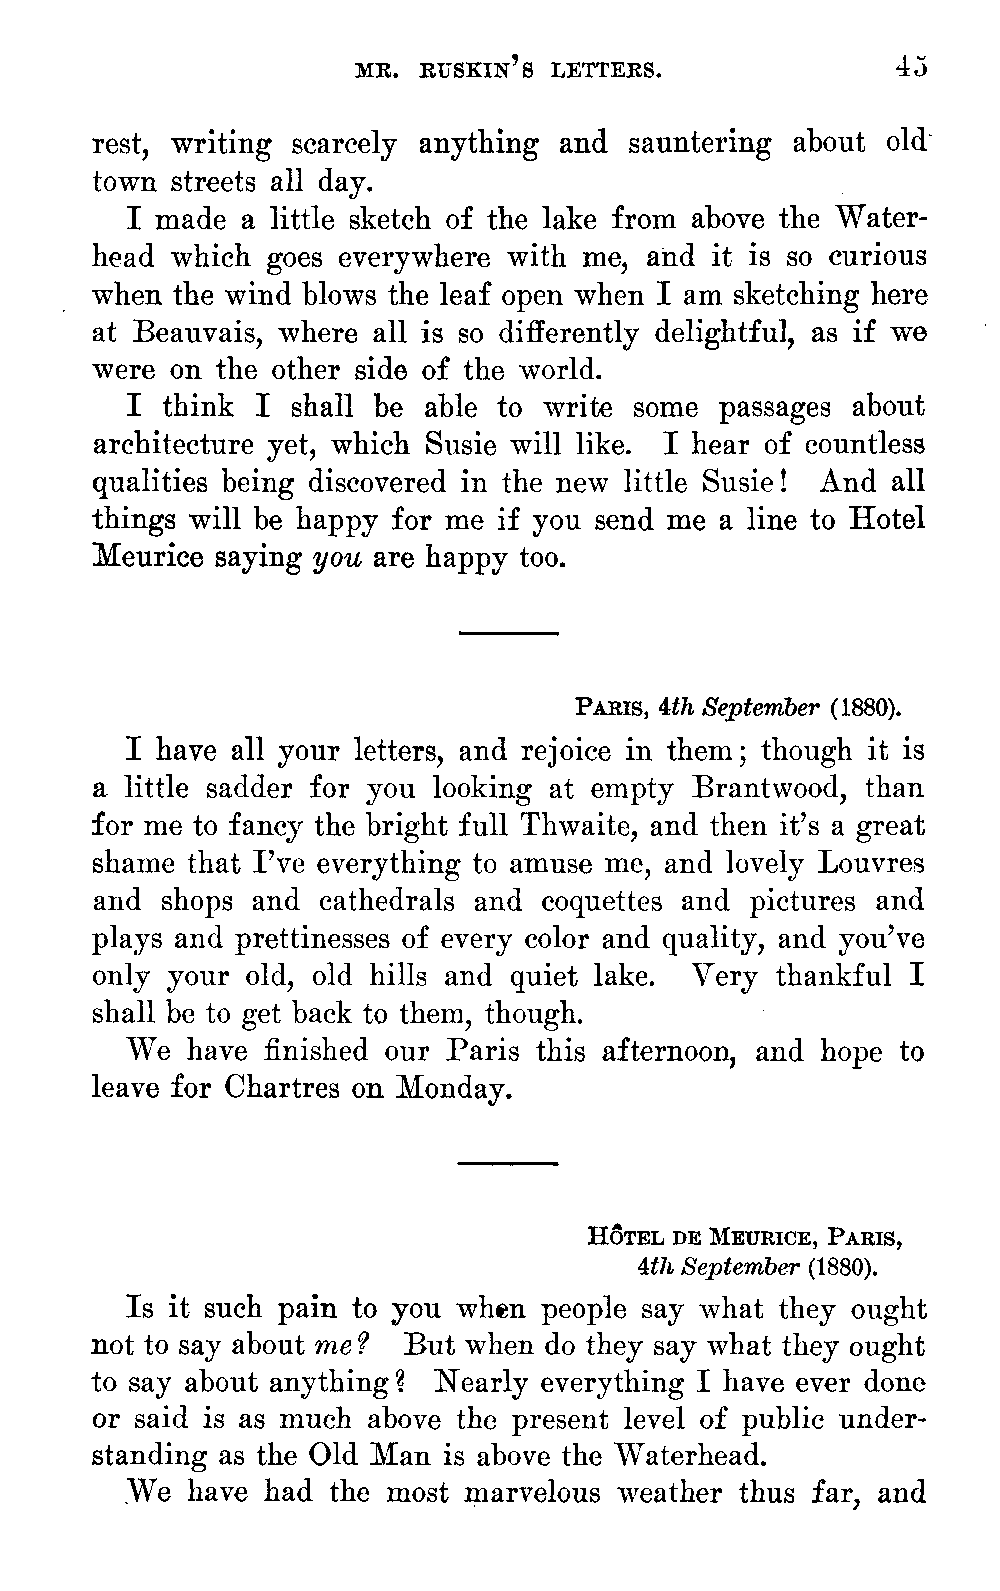 MR. RUSKIN'S LETTERS. 45
rest, writing scarcely anything and sauntering about old
town streets all day.
I made a little sketch of the lake from above the Water-
head which goes everywhere with me, and it is so curious
when the wind blows the leaf open when I am sketching here
at Beauvais, where all is so differently delightful, as if we
were on the other side of the world.
I think I shall be able to write some passages about
architecture yet, which Susie will like. I hear of countless
qualities being discovered in the new little Susie! And all
things will be happy for me if you send me a line to Hotel
Meurice saying you are happy too.
PARIS, 4th September (1880).
I have all your letters, and rejoice in them; though it is
a little sadder for you looking at empty Brantwood, than
for me to fancy the bright full Thwaite, and then it's a great
shame that I've everything to amuse me, and lovely Louvres
and shops and cathedrals and coquettes and pictures and
plays and prettinesses of every color and quality, and you've
only your old, old hills and quiet lake. Very thankful I
shall be to get back to them, though.
We have finished our Paris this afternoon, and hope to
leave for Chartres on Monday.
HÔTEL DE MEURICE, PARIS,
4th September (1880).
Is it such pain to you when people say what they ought
not to say about me? But when do they say what they ought
to say about anything? Nearly everything I have ever done
or said is as much above the present level of public under-
standing as the Old Man is above the Waterhead.
We have had the most marvelous weather thus far, and